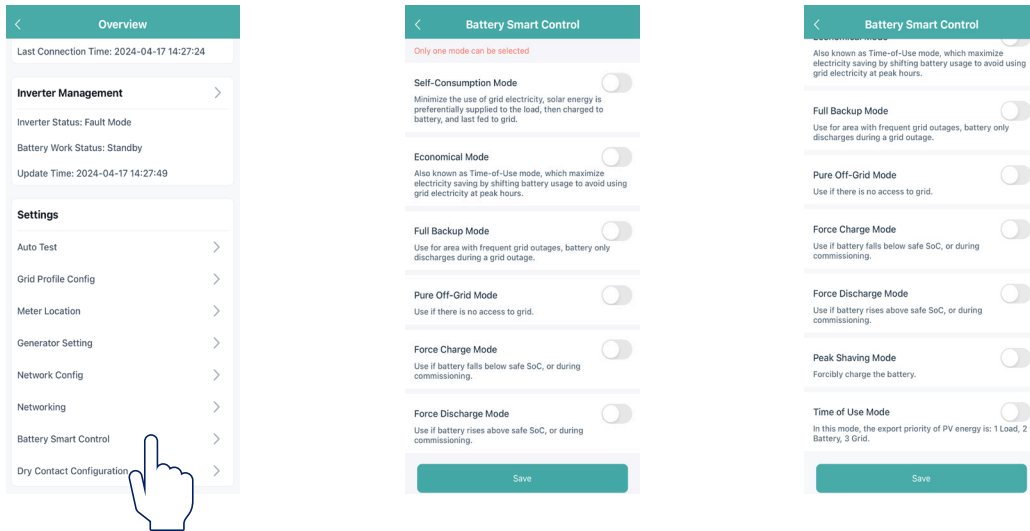 Overview
Last Connection Time: 2024-04-17 14:27:24
Inverter Management
Inverter Status: Fault Mode
Battery Work Status: Standby
Update Time: 2024-04-17 14:27:49
Settings
Auto Test
Grid Profile Config
Meter Location
Generator Setting
Network Config
Networking
Battery Smart Control
Dry Contact Configuration
Battery Smart Control
Only one mode can be selected
Self-Consumption Mode
Minimize the use of grid electricity, solar energy is
preferentially supplied to the load, then charged to
battery, and last fed to grid.
Economical Mode
Also known as Time-of-Use mode, which maximize
electricity saving by shifting battery usage to avoid using
grid electricity at peak hours.
Full Backup Mode
Use for area with frequent grid outages, battery only
discharges during a grid outage.
Pure Off-Grid Mode
Use if there is no access to grid.
Force Charge Mode
Use if battery falls below safe SoC, or during
commissioning.
Force Discharge Mode
Use if battery rises above safe SoC, or during
commissioning.
Save
Battery Smart Control
Also known as Time-of-Use mode, which maximize
electricity saving by shifting battery usage to avoid using
grid electricity at peak hours.
Full Backup Mode
Use for area with frequent grid outages, battery only
discharges during a grid outage.
Pure Off-Grid Mode
Use if there is no access to grid.
Force Charge Mode
Use if battery falls below safe SoC, or during
commissioning.
Force Discharge Mode
Use if battery rises above safe SoC, or during
commissioning.
Peak Shaving Mode
Forcibly charge the battery.
Time of Use Mode
In this mode, the export priority of PV energy is: 1 Load, 2
Battery, 3 Grid.
Save